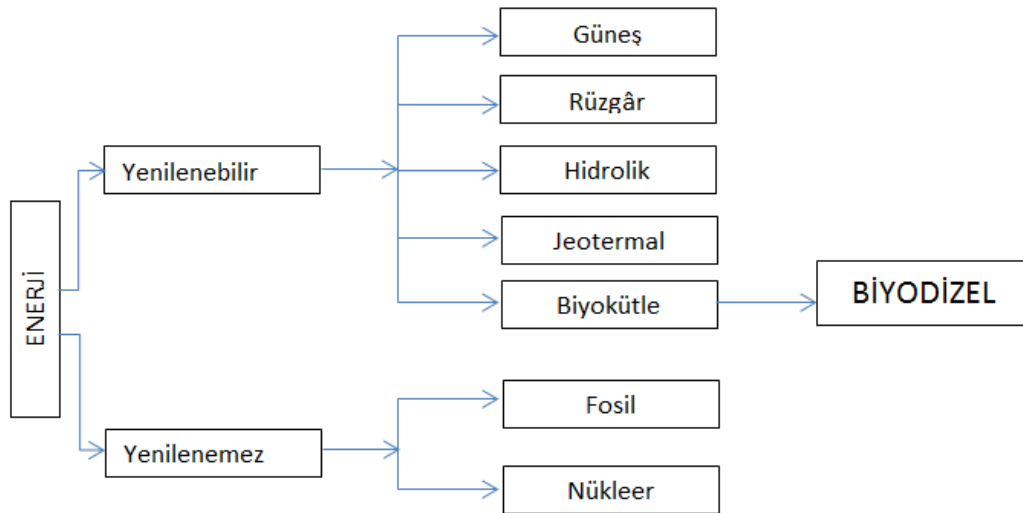 ENERJİ
Yenilenebilir
Güneş
Rüzgâr
Hidrolik
Jeotermal
Biyokütle
BİYODİZEL
Yenilenemez
Fosil
Nükleer